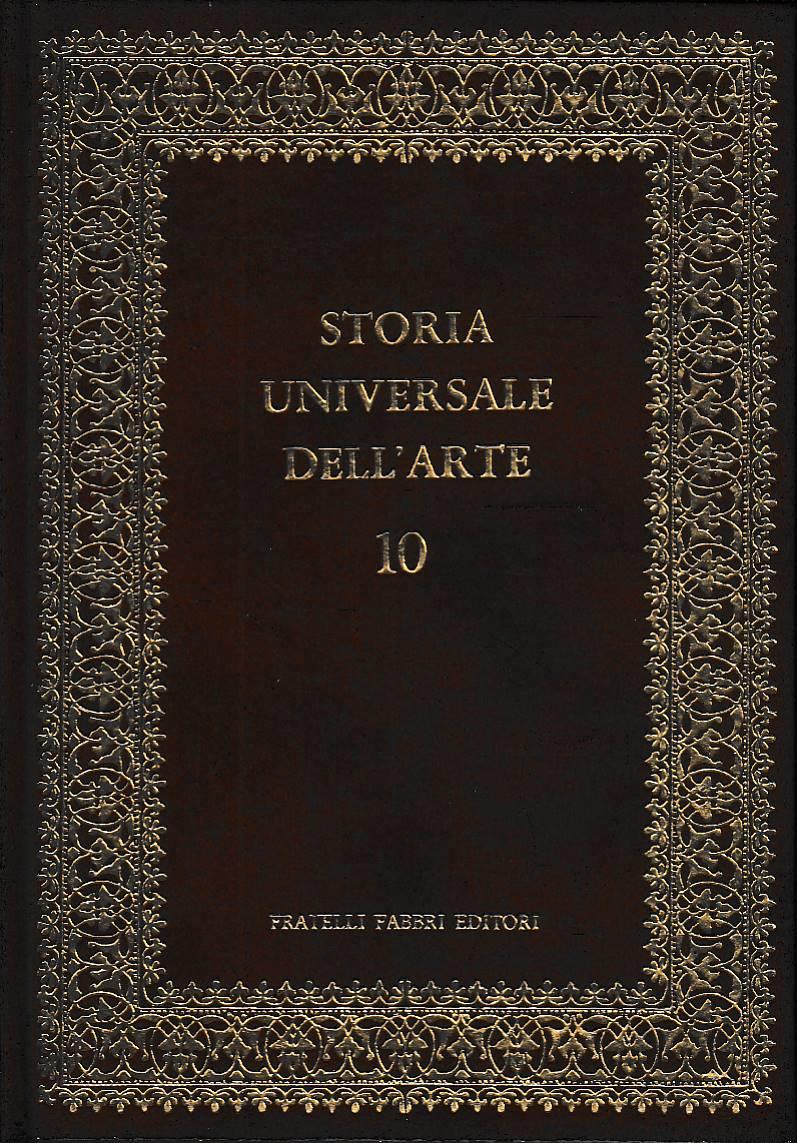 STORIA
UNIVERSALE
DELL'ARTE
10
FRATELLI FABBRI EDITORI